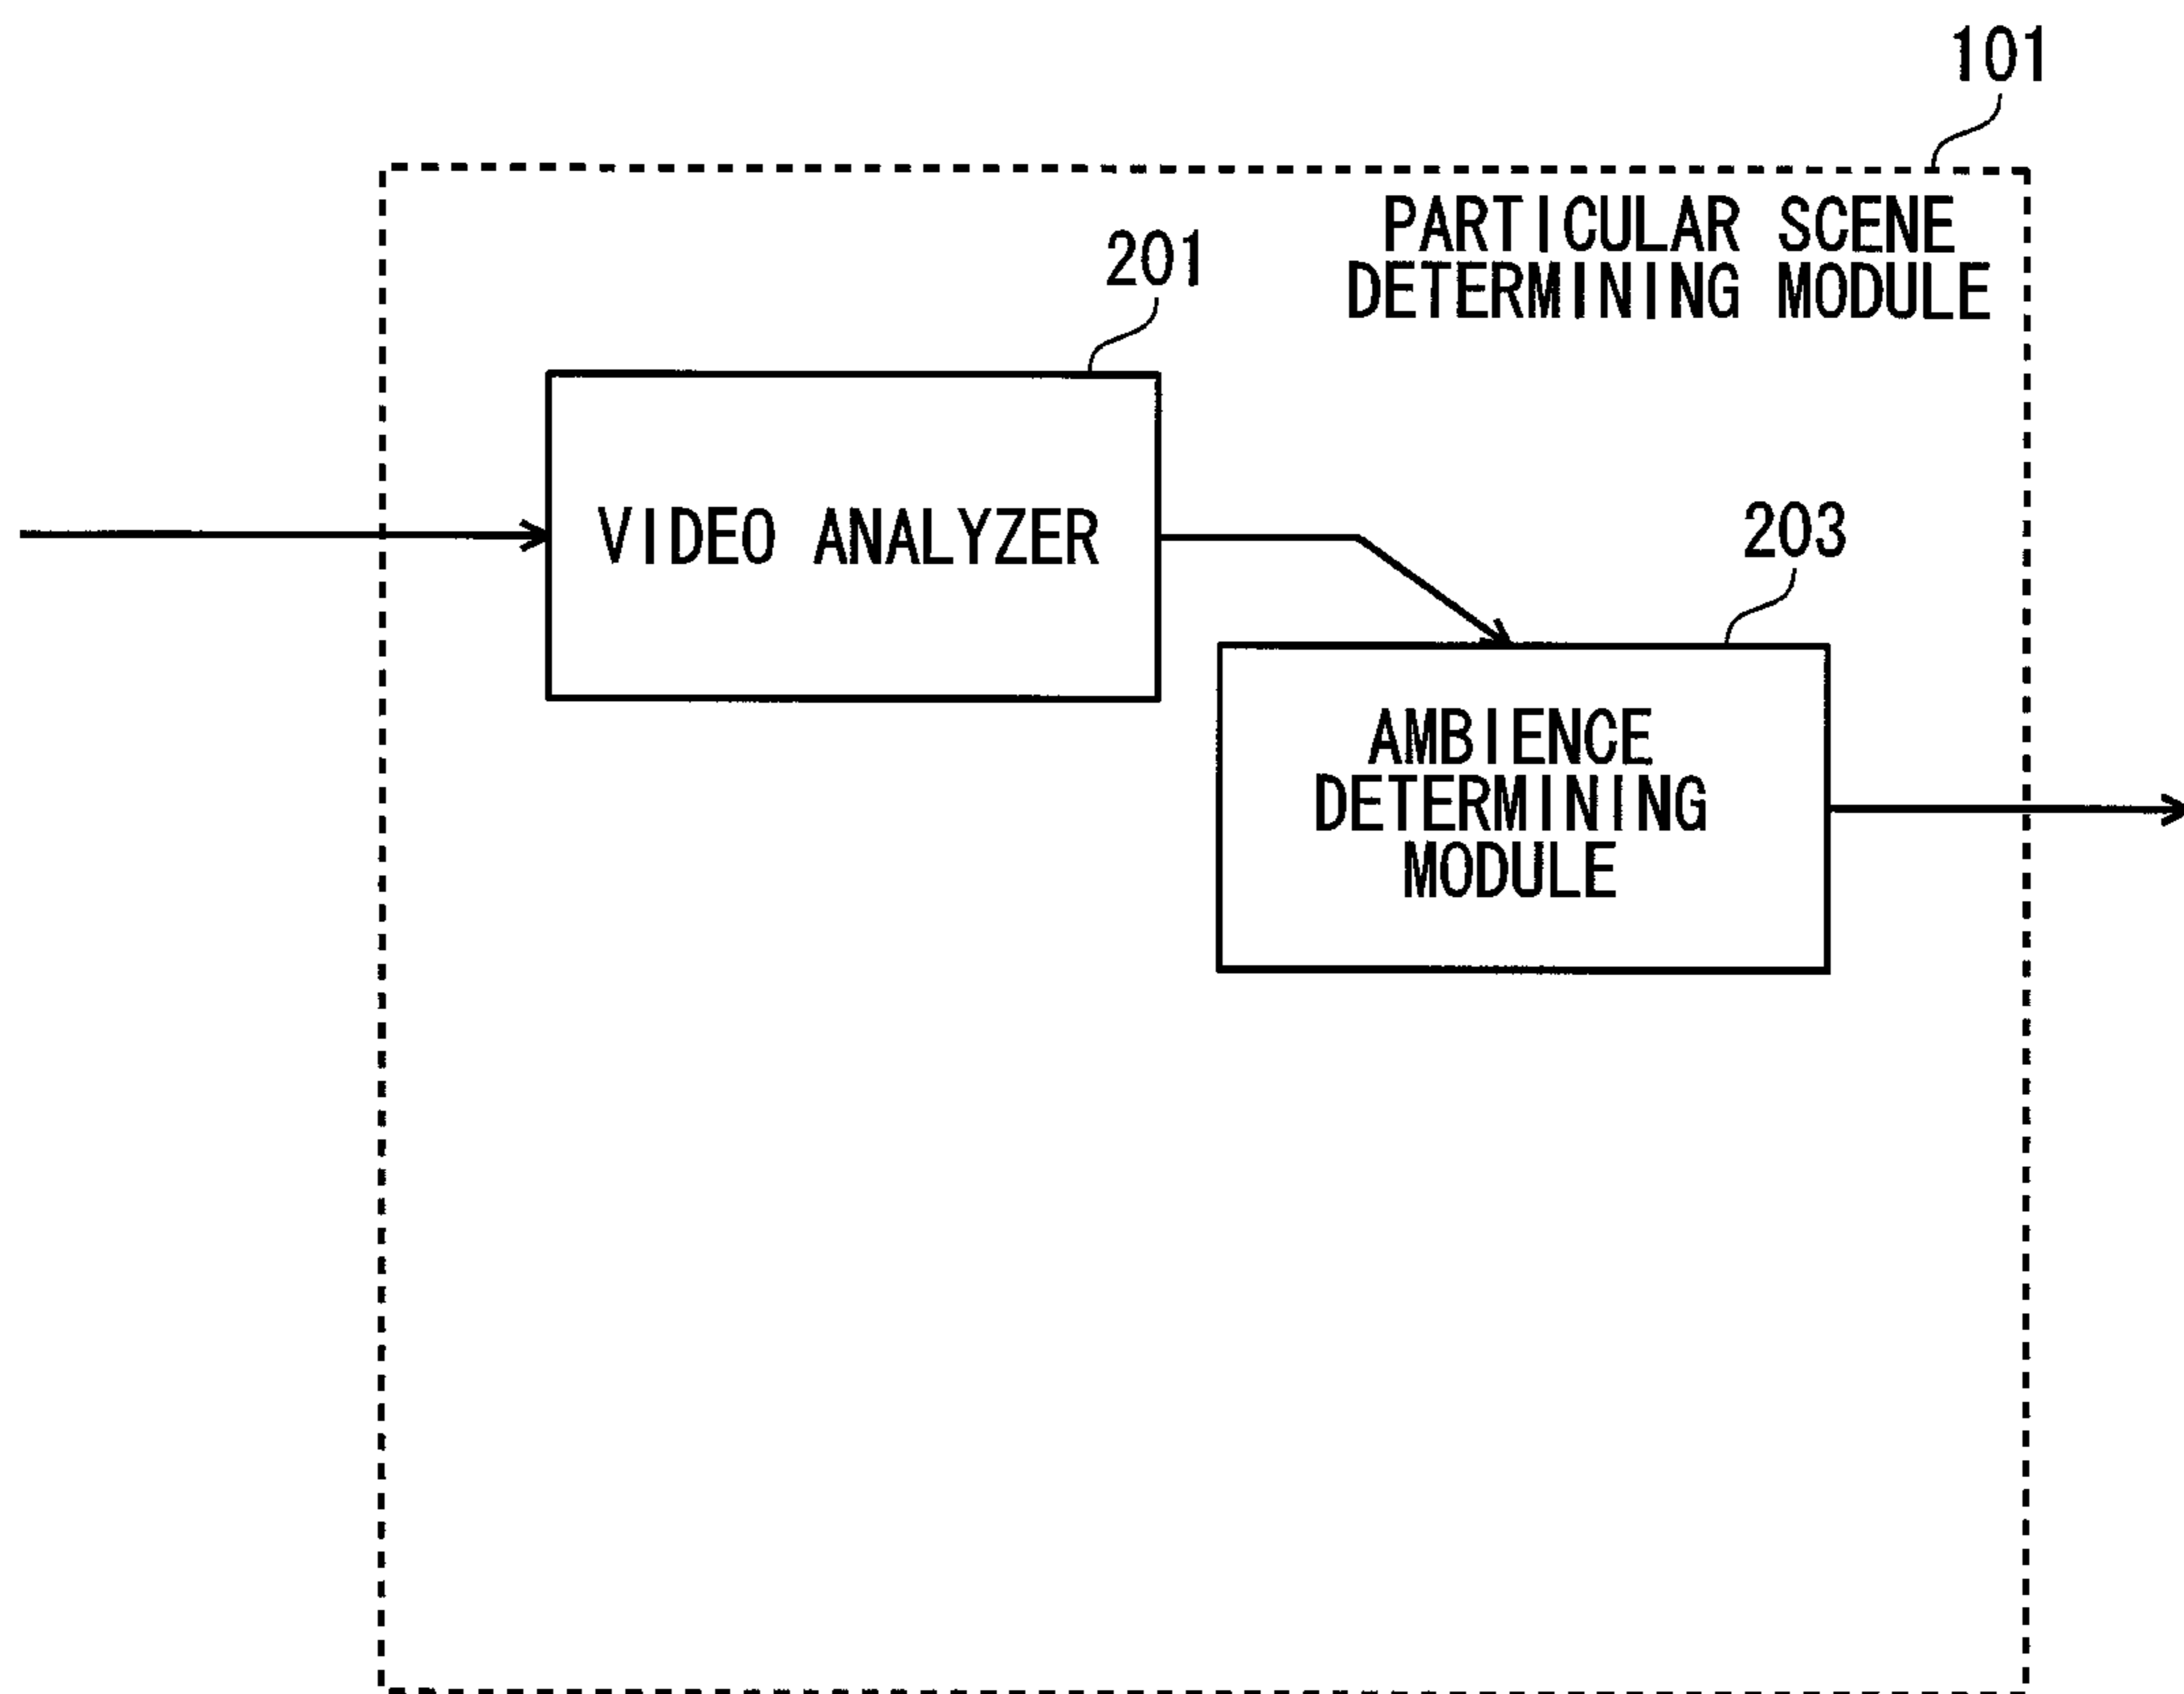 101
PARTICULAR SCENE
DETERMINING MODULE
201
VIDEO ANALYZER
203
AMBIENCE
DETERMINING
MODULE